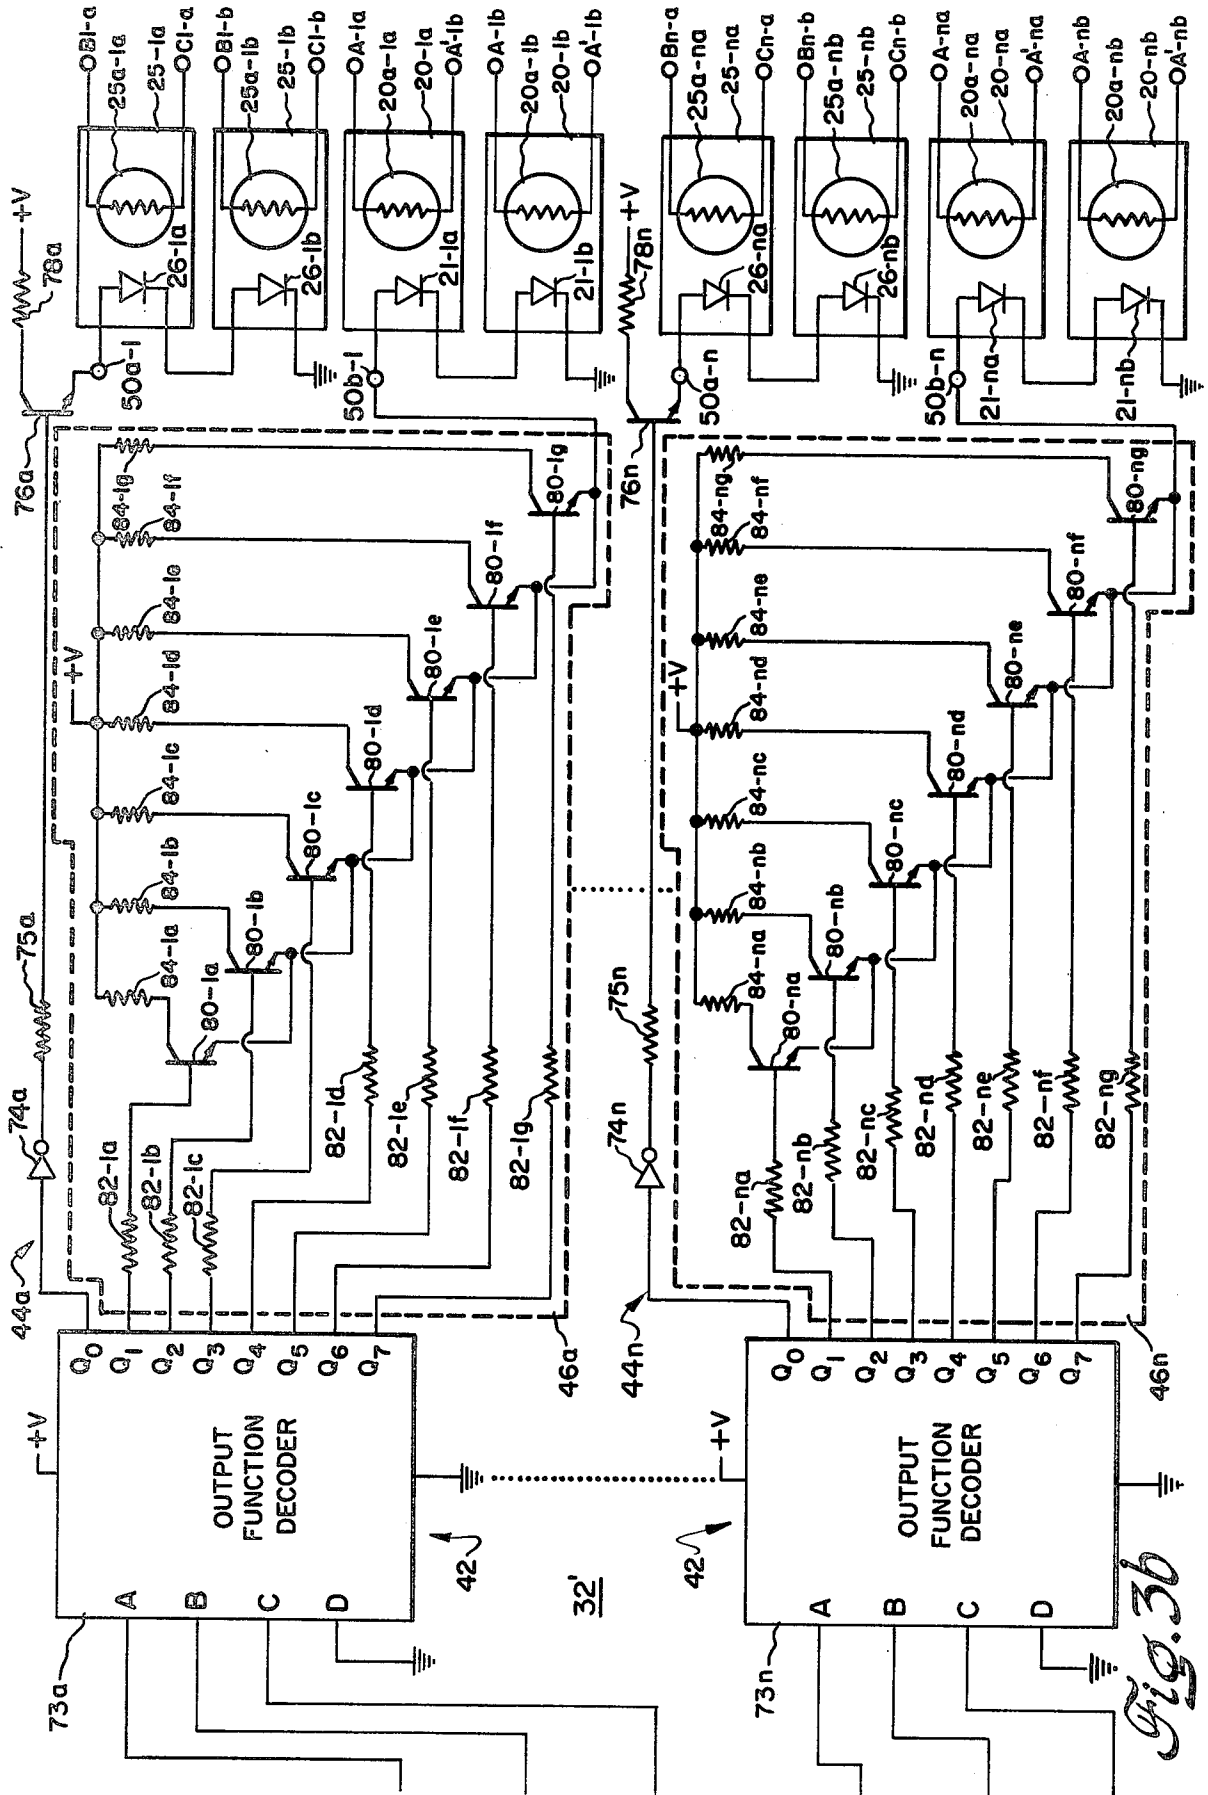 +V
78a
76a
50a-1
OB1-a
25a-1a
25-1a
OC1-a
26-1a
OB1-b
25a-1b
25-1b
OC1-b
26-1b
OA-1a
20a-1a
20-1a
OA'-1b
21-1a
50b-1
OA-1b
20a-1b
20-1b
OA'-1b
21-1b
+V
78n
76n
50a-n
OBn-a
25a-na
25-na
OCn-a
26-na
OBn-b
25a-nb
25-nb
OCn-b
26-nb
OA-na
20a-na
20-na
OA'-na
21-na
50b-n
OA-nb
20a-nb
20-nb
OA'-nb
21-nb
44a
74a
75a
+V
84-1a
84-1b
84-1c
84-1d
84-1e
84-1f
84-1g
80-1a
80-1b
80-1c
80-1d
80-1e
80-1f
80-1g
82-1a
82-1b
82-1c
82-1d
82-1e
82-1f
82-1g
46a
44n
74n
75n
+V
84-na
84-nb
84-nc
84-nd
84-ne
84-nf
84-ng
80-na
80-nb
80-nc
80-nd
80-ne
80-nf
80-ng
82-na
82-nb
82-nc
82-nd
82-ne
82-nf
82-ng
46n
+V
Q0
Q1
Q2
Q3
Q4
Q5
Q6
Q7
OUTPUT
FUNCTION
DECODER
A
B
C
D
73a
42
32'
+V
Q0
Q1
Q2
Q3
Q4
Q5
Q6
Q7
OUTPUT
FUNCTION
DECODER
A
B
C
D
73n
42
Fig. 3b